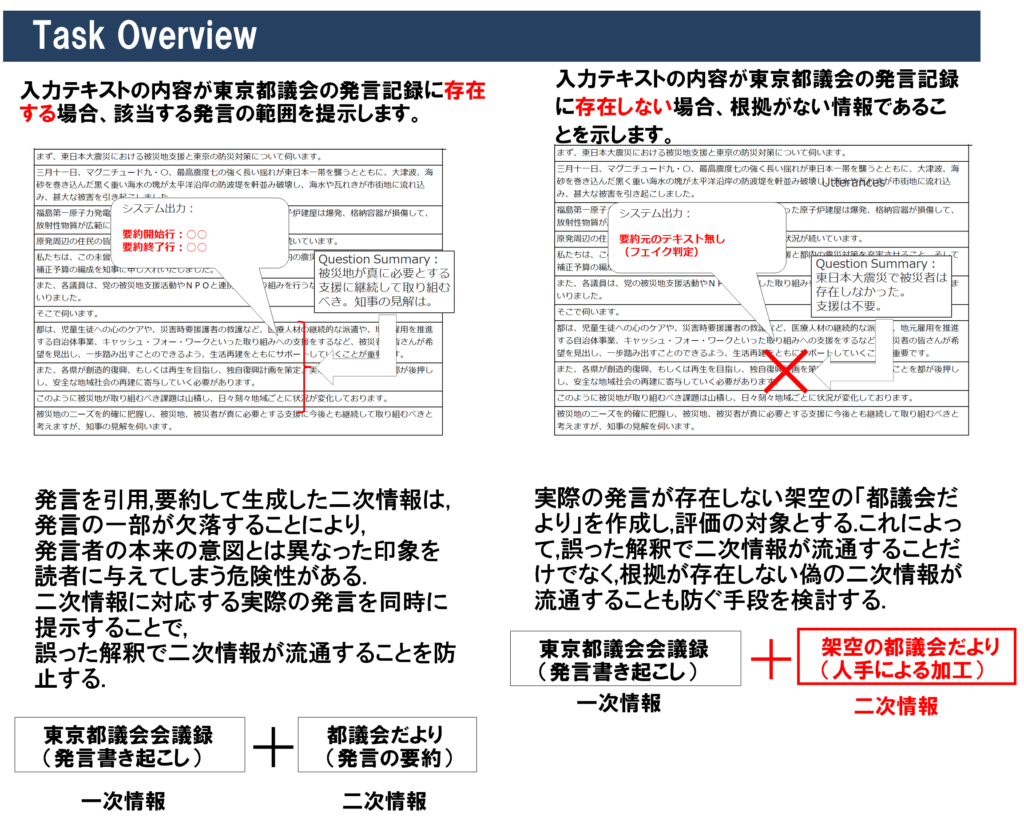 Task Overview
入力テキストの内容が東京都議会の発言記録に存在
する場合、該当する発言の範囲を提示します。
まず、東日本大震災における被災地支援と東京の防災対策について伺います。
三月十一日、マグニチュード九・〇、最高震度七の強く長い揺れが東日本一帯を襲うとともに、大津波、海
砂を巻き込んだ黒く重い海水の塊が太平洋沿岸の防波堤を軒並み破壊し、海水や瓦れきが市街地に流れ込
み、甚大な被害を引き起こしました。
福島第一原子力発電
子炉建屋は爆発、格納容器が損傷して、
放射性物質が広範に
原発周辺の住民の皆
続いています。
私たちは、この未曾
内の震災
補正予算の編成を知事に申し入れいたしました。
また、各議員は、党の被災地支援活動やNPOと連携
り組みを行う
いりました。
そこで伺います。
都は、児童生徒への心のケアや、災害時要援護者の救護など、医療人材の継続的な派遣や、地
雇用を推進
する自治体事業、キャッシュ・フォー・ワークといった取り組みへの支援をするなど、被災者
皆さんが希
望を見出し、一歩踏み出すことのできるよう、生活再建をともにサポートしていくことが重要です。
また、各県が創造的復興、もしくは再生を目指し、独自復興計画を策定、実
都が後押し
し、安全な地域社会の再建に寄与していく必要があります。
このように被災地が取り組むべき課題は山積し、日々刻々地域ごとに状況が変化しております。
被災地のニーズを的確に把握し、被災地、被災者が真に必要とする支援に今後とも継続して取り組むべきと
考えますが、知事の見解を伺います。
システム出力：
要約開始行：○○
要約終了行：○○
Question Summary：
被災地が真に必要とする
支援に継続して取り組む
べき。知事の見解は。
発言を引用,要約して生成した二次情報は,
発言の一部が欠落することにより,
発言者の本来の意図とは異なった印象を
読者に与えてしまう危険性がある.
二次情報に対応する実際の発言を同時に
提示することで,
誤った解釈で二次情報が流通することを防
止する.
東京都議会会議録
（発言書き起こし）
＋
都議会だより
（発言の要約）
一次情報
二次情報
入力テキストの内容が東京都議会の発言記録
に存在しない場合、根拠がない情報であるこ
とを示します。
まず、東日本大震災における被災地支援と東京の防災対策について伺います。
三月十一日、マグニチュード九・〇、最高震度七の強く長い揺れが東日本一帯を襲うとともに、大津波、海
砂を巻き込んだ黒く重い海水の塊が太平洋沿岸の防波堤を軒並み破壊し、海水や瓦れきが市街地に流れ込
み、甚大な被害を引き起こしました。
Utterances
福島第一原子
った原子炉建屋は爆発、格納容器が損傷して、
放射性物質が
原発周辺の住
状況が続いています。
私たちは、こ
援と都内の震災対策を充実させること、そして
補正予算の編
また、各議員は、党の被災地支援活動やNP
した取り組み
いりました。
そこで伺います。
都は、児童生徒への心のケアや、災害時要援護者の救護など、医療人材の継続的な派
地元雇用を推進
する自治体事業、キャッシュ・フォー・ワークといった取り組みへの支援をするなど
災者の皆さんが希
望を見出し、一歩踏み出すことのできるよう、生活再建をともにサポートしていくこ
重要です。
また、各県が創造的復興、もしくは再生を目指し、独自復興計画を策
ことを都が後押し
し、安全な地域社会の再建に寄与していく必要があります。
このように被災地が取り組むべき課題は山積し、日々刻々地域ごとに状況が変化しております。
被災地のニーズを的確に把握し、被災地、被災者が真に必要とする支援に今後とも継続して取り組むべきと
考えますが、知事の見解を伺います。
システム出力：
要約元のテキスト無し
（フェイク判定）
Question Summary：
東日本大震災で被災者は
存在しなかった。
支援は不要。
実際の発言が存在しない架空の「都議会だ
より」を作成し,評価の対象とする.これによっ
て,誤った解釈で二次情報が流通することだ
けでなく,根拠が存在しない偽の二次情報が
流通することも防ぐ手段を検討する.
東京都議会会議録
（発言書き起こし）
＋
架空の都議会だより
（人手による加工）
一次情報
二次情報